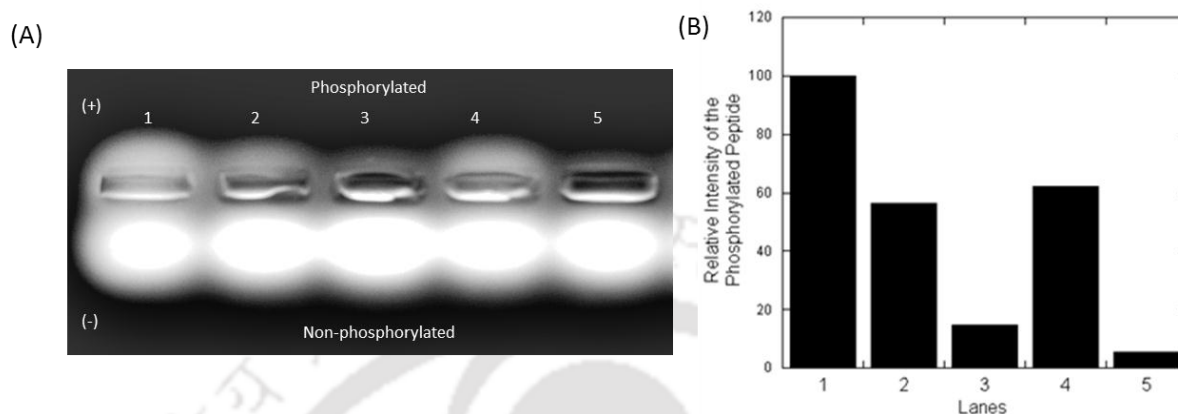 (A)
Phosphorylated
(+)
1 2 3 4 5
(-)
Non-phosphorylated
(B)
Relative Intensity of the
Phosphorylated Peptide
120
100
80
60
40
20
0
1 2 3 4 5
Lanes